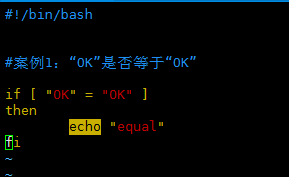 #!/bin/bash
#案例1：“OK”是否等于“OK”
if [ "OK" = "OK" ]
then
        echo "equal"
fi
~
~